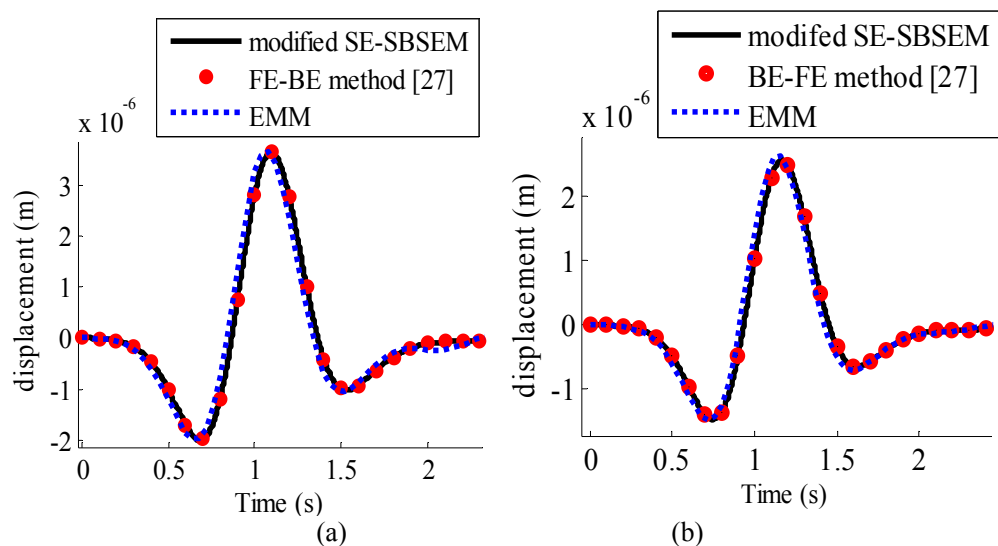 modified SE-SBSEM
FE-BE method [27]
EMM
x 10^-6
3
2
1
0
-1
-2
displacement (m)
0
0.5
1
1.5
2
Time (s)
(a)
modifed SE-SBSEM
BE-FE method [27]
EMM
x 10^-6
2
1
0
-1
displacement (m)
0
0.5
1
1.5
2
Time (s)
(b)